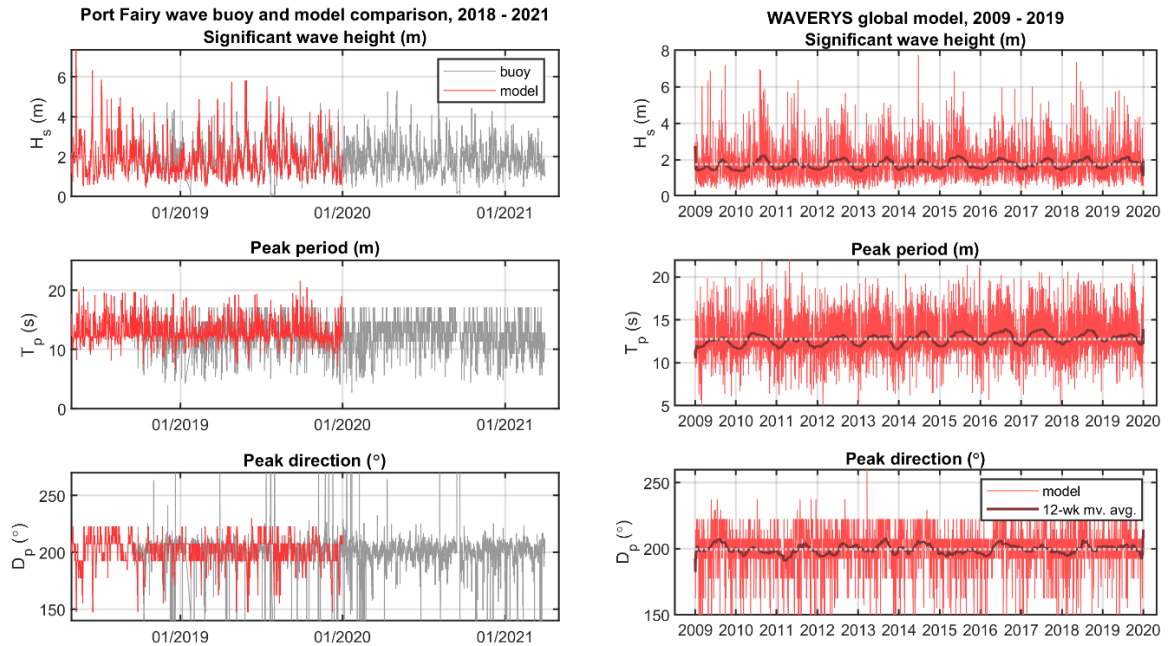 Port Fairy wave buoy and model comparison, 2018 - 2021
Significant wave height (m)
buoy
model
H_s (m)
6
4
2
0
01/2019
01/2020
01/2021
Peak period (m)
T_p (s)
20
10
0
01/2019
01/2020
01/2021
Peak direction (°)
D_p (°)
250
200
150
01/2019
01/2020
01/2021
WAVERYS global model, 2009 - 2019
Significant wave height (m)
H_s (m)
8
6
4
2
0
2009 2010 2011 2012 2013 2014 2015 2016 2017 2018 2019 2020
Peak period (m)
T_p (s)
20
15
10
5
2009 2010 2011 2012 2013 2014 2015 2016 2017 2018 2019 2020
Peak direction (°)
model
12-wk mv. avg.
D_p (°)
250
200
150
2009 2010 2011 2012 2013 2014 2015 2016 2017 2018 2019 2020